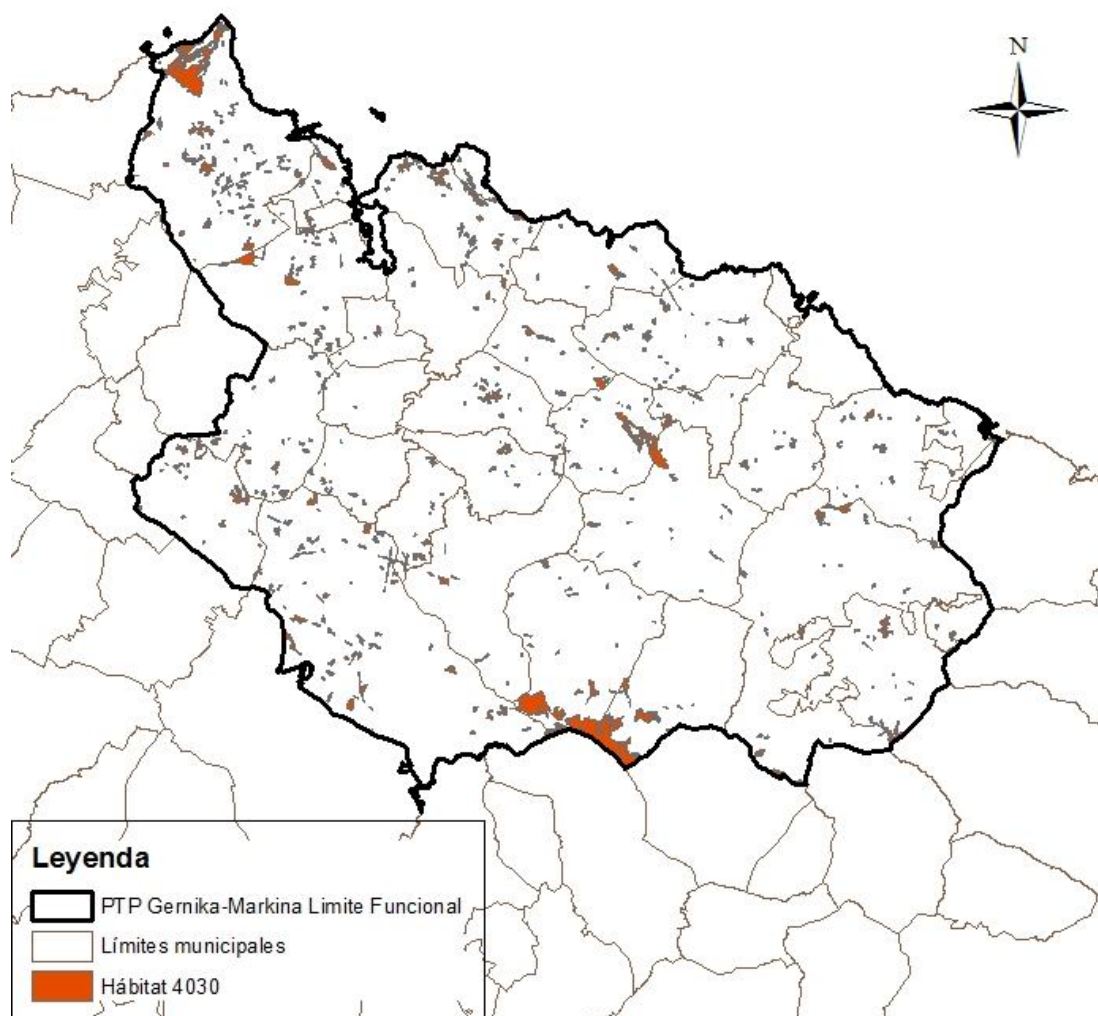 N
Leyenda
PTP Gernika-Markina Limite Funcional
Límites municipales
Hábitat 4030